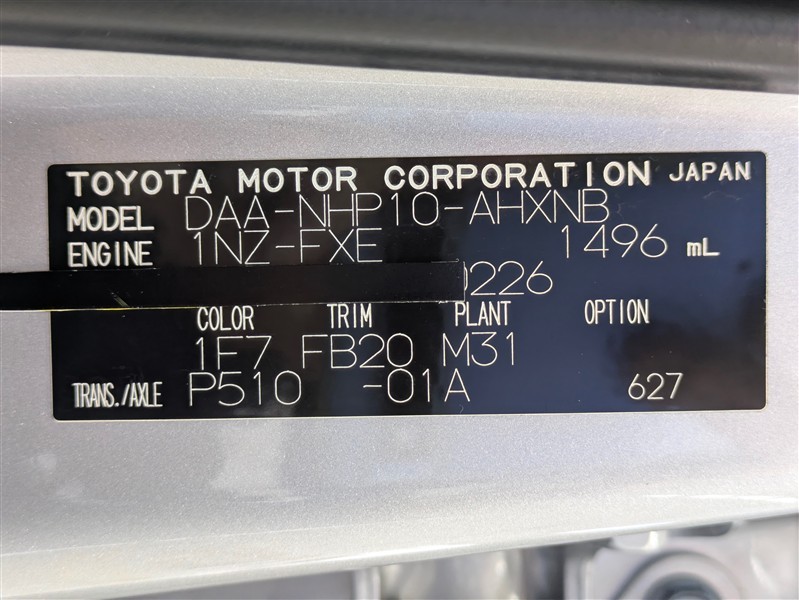 TOYOTA MOTOR CORPORATION JAPAN
MODEL DAA-NHP10-AHXNB
ENGINE 1NZ-FXE 1496 mL
0226
COLOR TRIM PLANT OPTION
1F7 FB20 M31
TRANS./AXLE P510 -01A 627